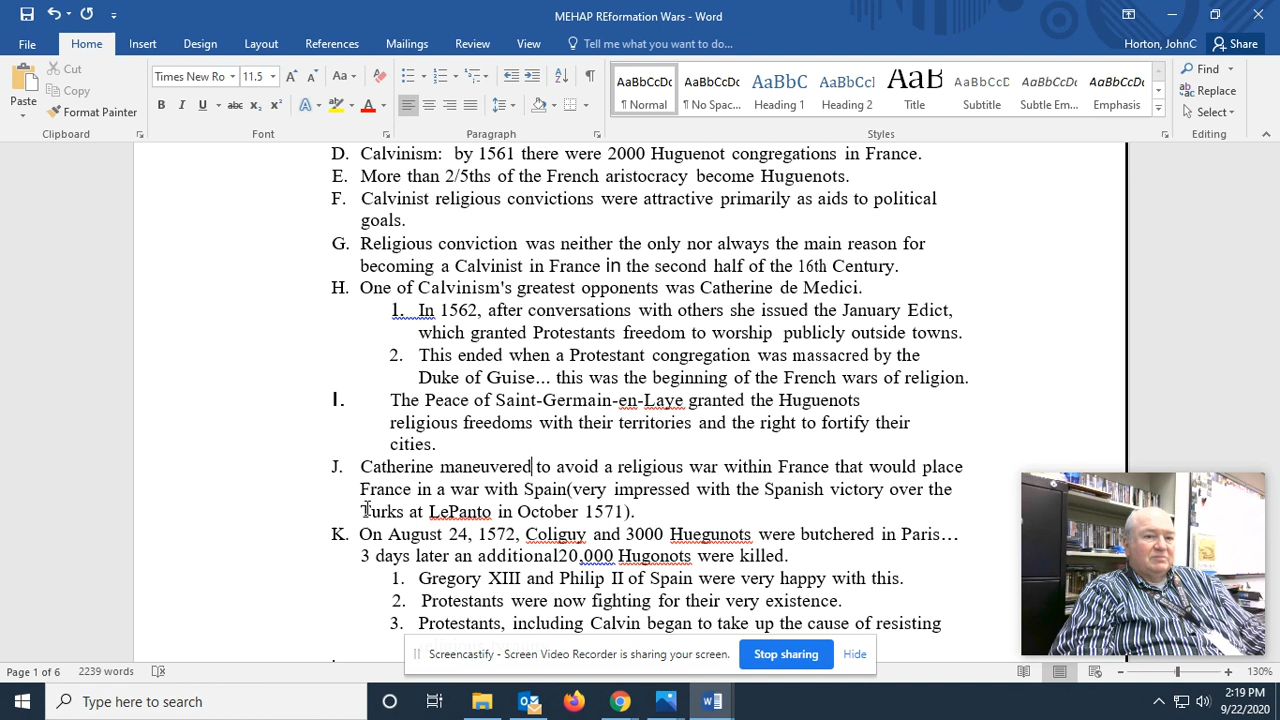 MEHAP REformation Wars - Word
File Home Insert Design Layout References Mailings Review View Tell me what you want to do... Horton, JohnC Share
Cut
Copy
Format Painter
Paste
Times New Ro 11.5
AaBbCcDc AaBbCcDc AaBbC AaBbCcC AaB AaBbCcD AaBbCcDc AaBbCcDc
¶ Normal ¶ No Spac... Heading 1 Heading 2 Title Subtitle Subtle Em... Emphasis
Find
Replace
Select
Clipboard Font Paragraph Styles Editing
D. Calvinism: by 1561 there were 2000 Huguenot congregations in France.
E. More than 2/5ths of the French aristocracy become Huguenots.
F. Calvinist religious convictions were attractive primarily as aids to political
goals.
G. Religious conviction was neither the only nor always the main reason for
becoming a Calvinist in France in the second half of the 16th Century.
H. One of Calvinism's greatest opponents was Catherine de Medici.
1. In 1562, after conversations with others she issued the January Edict,
which granted Protestants freedom to worship publicly outside towns.
2. This ended when a Protestant congregation was massacred by the
Duke of Guise... this was the beginning of the French wars of religion.
I. The Peace of Saint-Germain-en-Laye granted the Huguenots
religious freedoms with their territories and the right to fortify their
cities.
J. Catherine maneuvered to avoid a religious war within France that would place
France in a war with Spain(very impressed with the Spanish victory over the
Turks at LePanto in October 1571).
K. On August 24, 1572, Coliguy and 3000 Huegunots were butchered in Paris…
3 days later an additional20,000 Hugonots were killed.
1. Gregory XIII and Philip II of Spain were very happy with this.
2. Protestants were now fighting for their very existence.
3. Protestants, including Calvin began to take up the cause of resisting
Screencastify - Screen Video Recorder is sharing your screen. Stop sharing Hide
Page 1 of 6 2239 words 130%
Type here to search
2:19 PM
9/22/2020